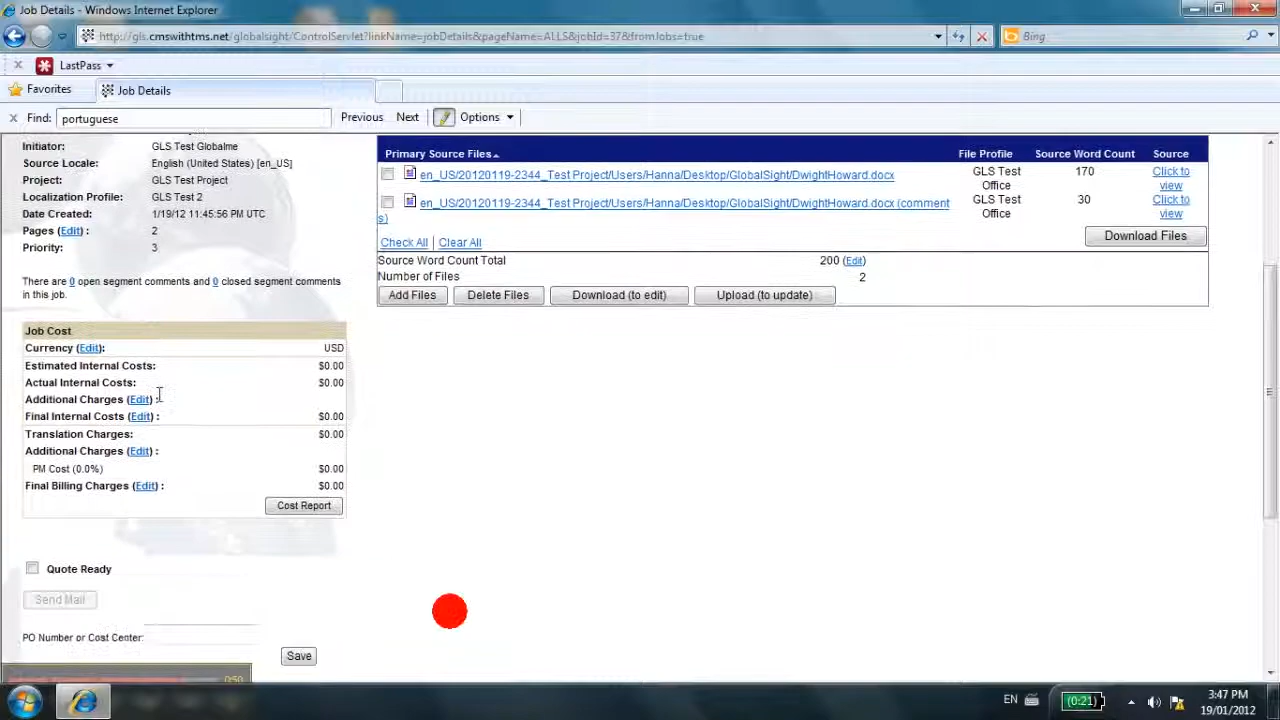 Job Details - Windows Internet Explorer
http://gls.cmswithtms.net/globalsight/ControlServlet?linkName=jobDetails&pageName=ALLS&jobId=37&fromJobs=true
Bing
LastPass
Favorites
Job Details
Find: portuguese Previous Next Options
Initiator: GLS Test Globalme
Source Locale: English (United States) [en_US]
Project: GLS Test Project
Localization Profile: GLS Test 2
Date Created: 1/19/12 11:45:56 PM UTC
Pages (Edit): 2
Priority: 3
There are 0 open segment comments and 0 closed segment comments
in this job.
Job Cost
Currency (Edit): USD
Estimated Internal Costs: $0.00
Actual Internal Costs: $0.00
Additional Charges (Edit) :
Final Internal Costs (Edit) : $0.00
Translation Charges: $0.00
Additional Charges (Edit) :
PM Cost (0.0%) $0.00
Final Billing Charges (Edit) : $0.00
Cost Report
Quote Ready
Send Mail
PO Number or Cost Center:
Save
0:50
Primary Source Files File Profile Source Word Count Source
en_US/20120119-2344_Test Project/Users/Hanna/Desktop/GlobalSight/DwightHoward.docx GLS Test 170 Click to
Office view
en_US/20120119-2344_Test Project/Users/Hanna/Desktop/GlobalSight/DwightHoward.docx (comment GLS Test 30 Click to
s) Office view
Download Files
Check All | Clear All
Source Word Count Total 200 (Edit)
Number of Files 2
Add Files Delete Files Download (to edit) Upload (to update)
EN (0:21) 3:47 PM
19/01/2012